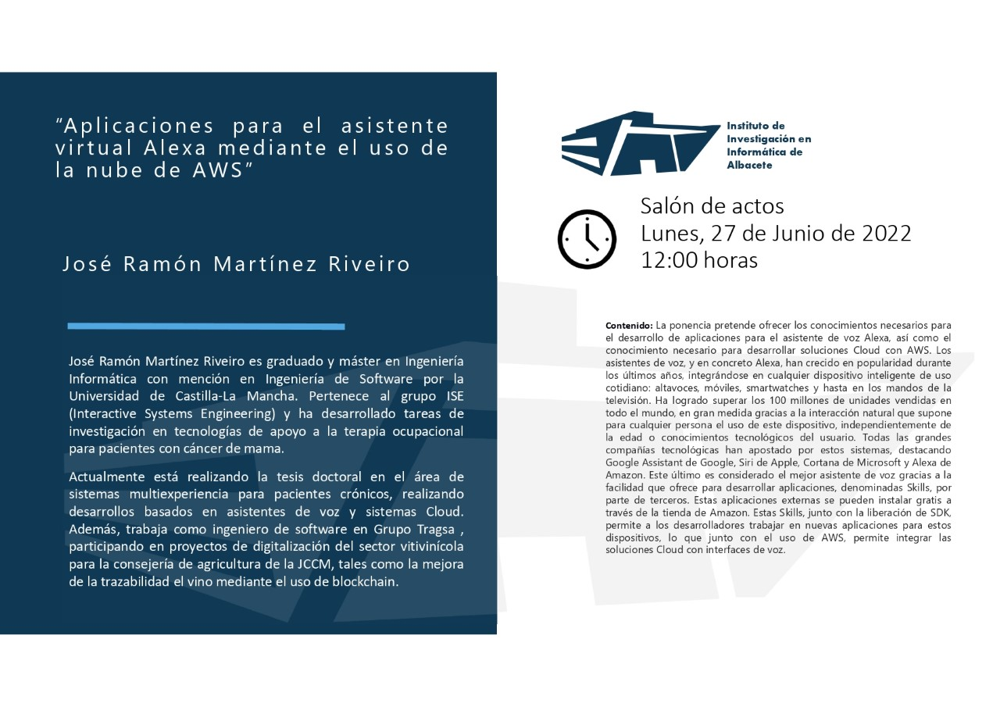 “Aplicaciones para el asistente
virtual Alexa mediante el uso de
la nube de AWS”
José Ramón Martínez Riveiro
José Ramón Martínez Riveiro es graduado y máster en Ingeniería
Informática con mención en Ingeniería de Software por la
Universidad de Castilla-La Mancha. Pertenece al grupo ISE
(Interactive Systems Engineering) y ha desarrollado tareas de
investigación en tecnologías de apoyo a la terapia ocupacional
para pacientes con cáncer de mama.
Actualmente está realizando la tesis doctoral en el área de
sistemas multiexperiencia para pacientes crónicos, realizando
desarrollos basados en asistentes de voz y sistemas Cloud.
Además, trabaja como ingeniero de software en Grupo Tragsa ,
participando en proyectos de digitalización del sector vitivinícola
para la consejería de agricultura de la JCCM, tales como la mejora
de la trazabilidad el vino mediante el uso de blockchain.
Instituto de
Investigación en
Informática de
Albacete
Salón de actos
Lunes, 27 de Junio de 2022
12:00 horas
Contenido: La ponencia pretende ofrecer los conocimientos necesarios para
el desarrollo de aplicaciones para el asistente de voz Alexa, así como el
conocimiento necesario para desarrollar soluciones Cloud con AWS. Los
asistentes de voz, y en concreto Alexa, han crecido en popularidad durante
los últimos años, integrándose en cualquier dispositivo inteligente de uso
cotidiano: altavoces, móviles, smartwatches y hasta en los mandos de la
televisión. Ha logrado superar los 100 millones de unidades vendidas en
todo el mundo, en gran medida gracias a la interacción natural que supone
para cualquier persona el uso de este dispositivo, independientemente de
la edad o conocimientos tecnológicos del usuario. Todas las grandes
compañías tecnológicas han apostado por estos sistemas, destacando
Google Assistant de Google, Siri de Apple, Cortana de Microsoft y Alexa de
Amazon. Este último es considerado el mejor asistente de voz gracias a la
facilidad que ofrece para desarrollar aplicaciones, denominadas Skills, por
parte de terceros. Estas aplicaciones externas se pueden instalar gratis a
través de la tienda de Amazon. Estas Skills, junto con la liberación de SDK,
permite a los desarrolladores trabajar en nuevas aplicaciones para estos
dispositivos, lo que junto con el uso de AWS, permite integrar las
soluciones Cloud con interfaces de voz.